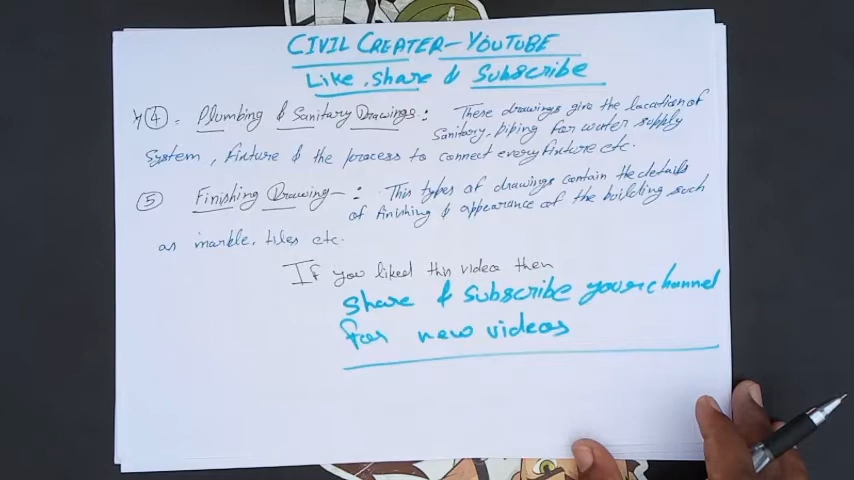 CIVIL CREATER - YOUTUBE
Like, share & Subscribe
4) (4) . Plumbing & Sanitary Drawings : These drawings give the location of
Sanitary, piping for water supply
system, fixture & the process to connect every fixture etc.
(5) Finishing Drawing - : This types of drawings contain the details
of finishing & appearance of the building such
as marble, tiles etc.
If you liked this video then
share & subscribe your channel
for new videos